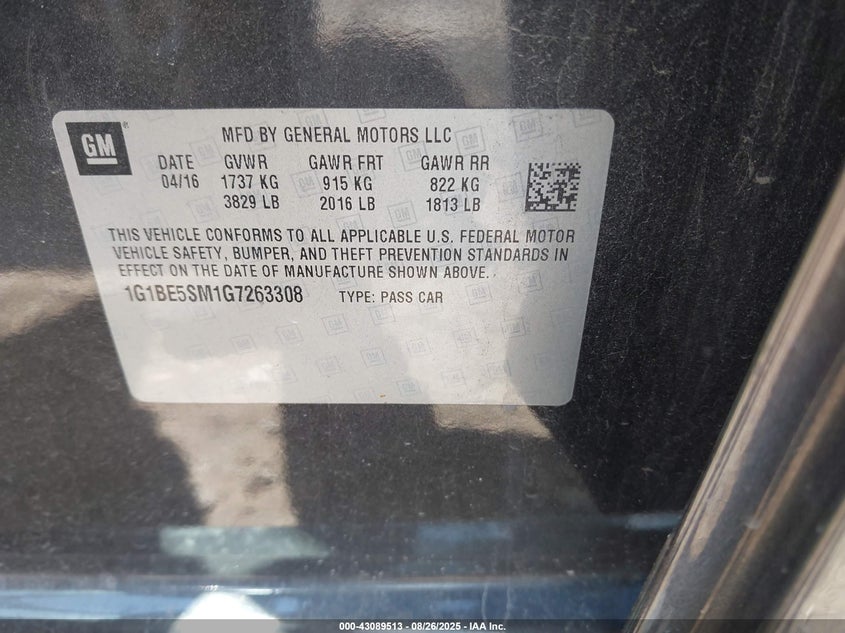 GM
MFD BY GENERAL MOTORS LLC
DATE GVWR GAWR FRT GAWR RR
04/16 1737 KG 915 KG 822 KG
3829 LB 2016 LB 1813 LB
THIS VEHICLE CONFORMS TO ALL APPLICABLE U.S. FEDERAL MOTOR
VEHICLE SAFETY, BUMPER, AND THEFT PREVENTION STANDARDS IN
EFFECT ON THE DATE OF MANUFACTURE SHOWN ABOVE.
1G1BE5SM1G7263308 TYPE: PASS CAR
000-43089513 - 08/26/2025 - IAA Inc.